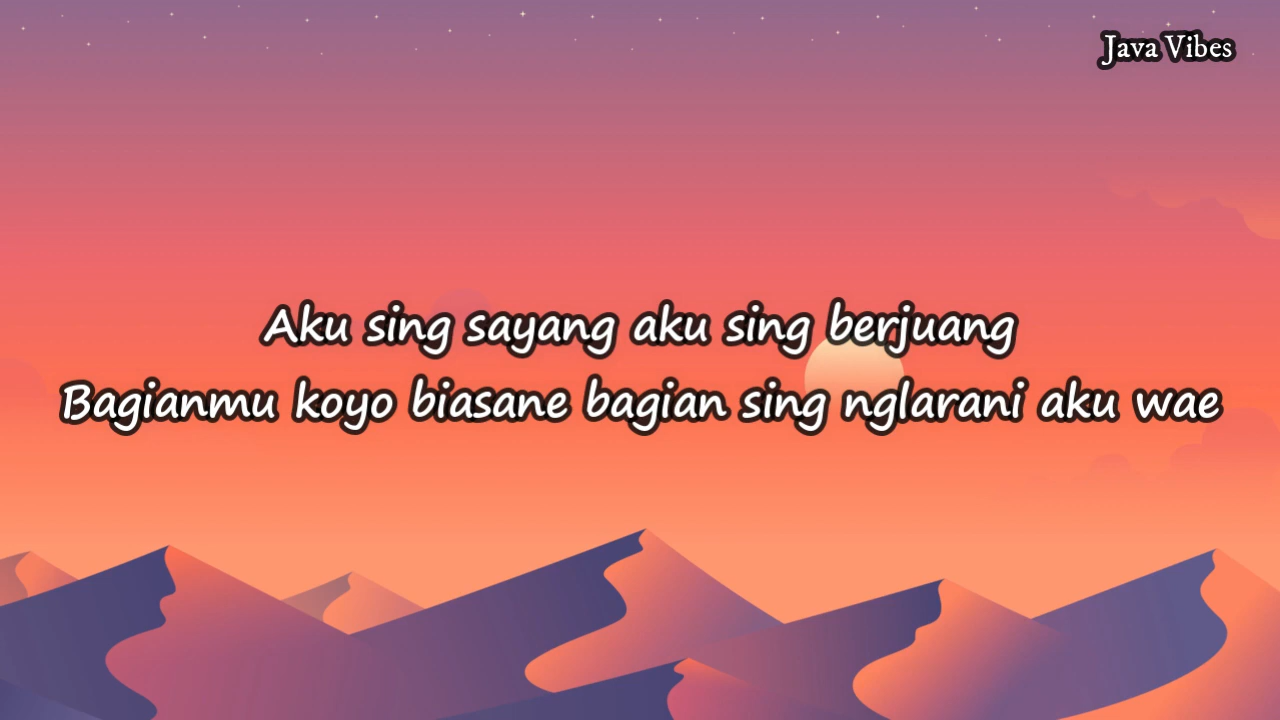 Java Vibes
Aku sing sayang aku sing berjuang
Bagianmu koyo biasane bagian sing nglarani aku wae